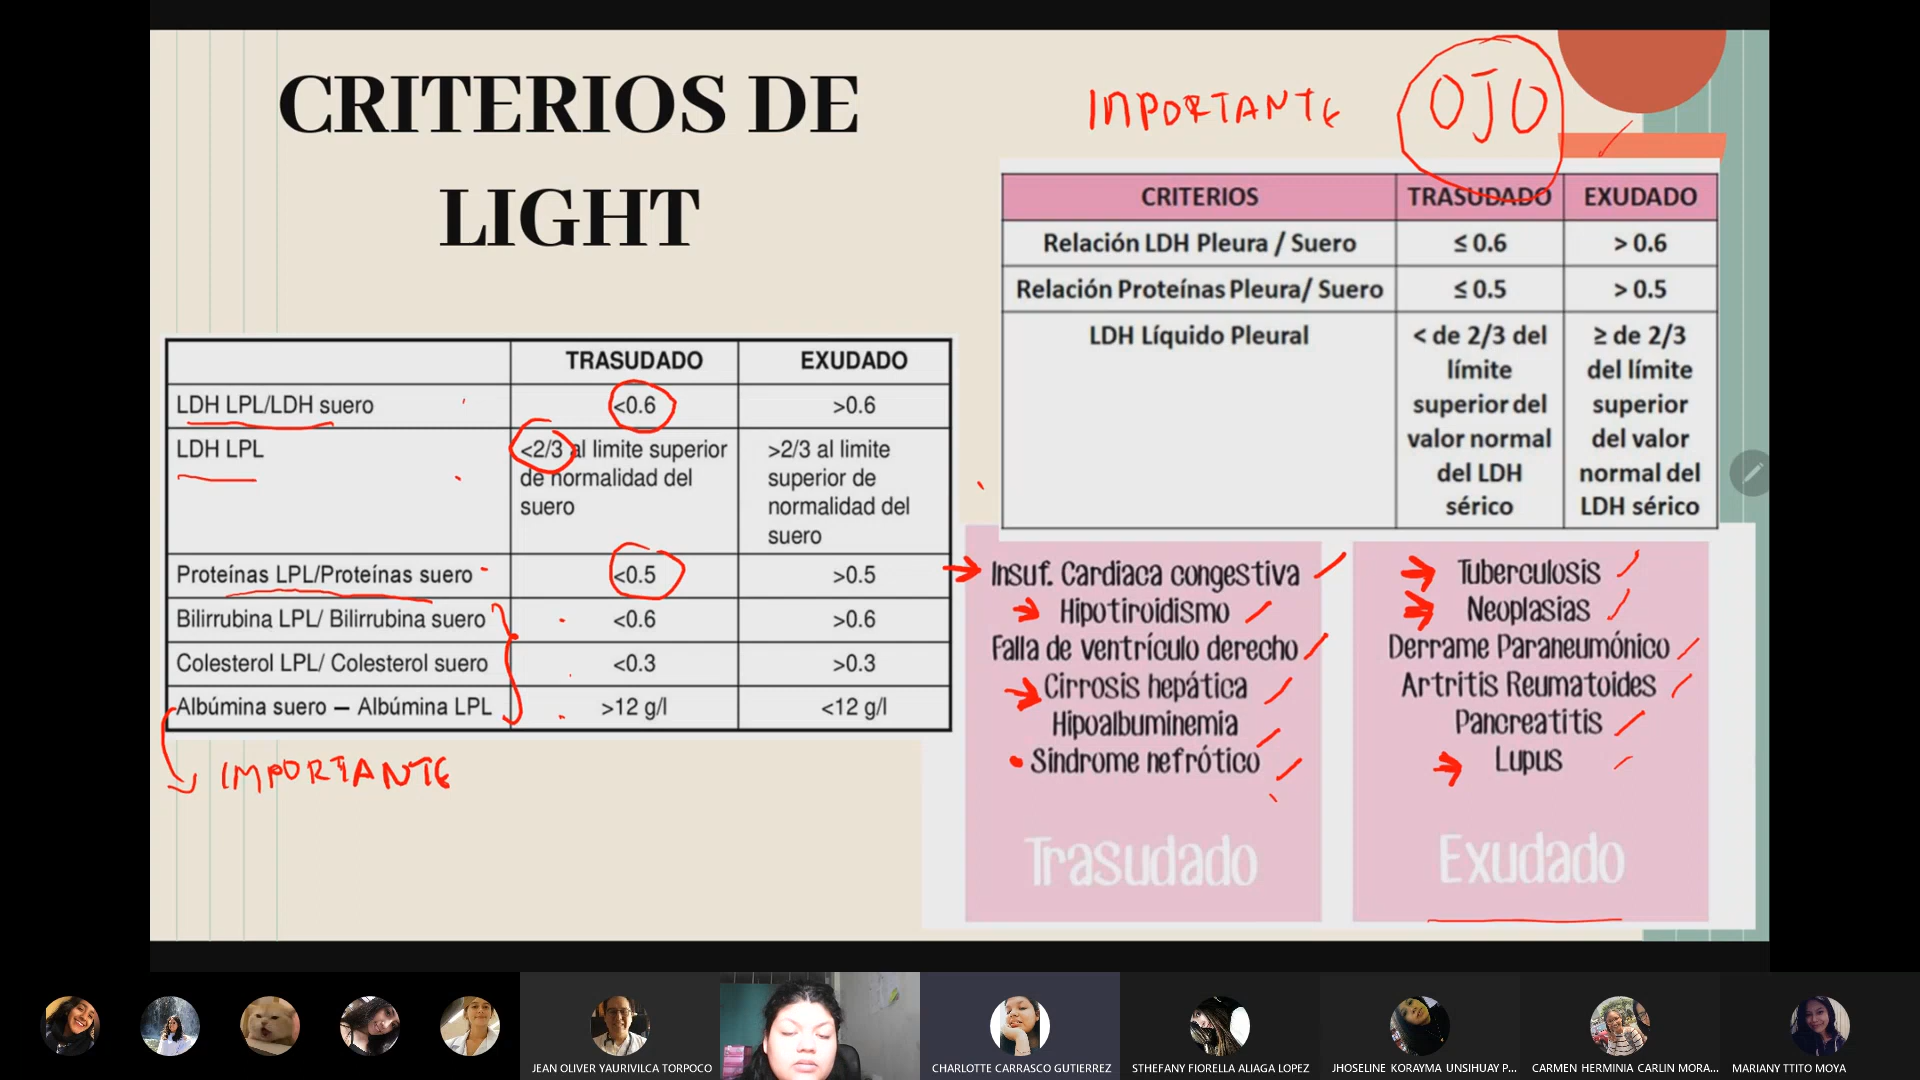 CRITERIOS DE
LIGHT
INPORTANTE
OJO
CRITERIOS TRASUDADO EXUDADO
Relación LDH Pleura / Suero ≤ 0.6 > 0.6
Relación Proteínas Pleura/ Suero ≤ 0.5 > 0.5
LDH Líquido Pleural < de 2/3 del ≥ de 2/3
límite del límite
superior del superior
valor normal del valor
del LDH normal del
sérico LDH sérico
TRASUDADO EXUDADO
LDH LPL/LDH suero <0.6 >0.6
LDH LPL <2/3 al limite superior >2/3 al limite
de normalidad del superior de
suero normalidad del
suero
Proteínas LPL/Proteínas suero <0.5 >0.5
Bilirrubina LPL/ Bilirrubina suero <0.6 >0.6
Colesterol LPL/ Colesterol suero <0.3 >0.3
Albúmina suero – Albúmina LPL >12 g/l <12 g/l
IMPORTANTE
Insuf. Cardiaca congestiva
Hipotiroidismo
Falla de ventrículo derecho
Cirrosis hepática
Hipoalbuminemia
Síndrome nefrótico
Trasudado
Tuberculosis
Neoplasias
Derrame Paraneumónico
Artritis Reumatoides
Pancreatitis
Lupus
Exudado
JEAN OLIVER YAURIVILCA TORPOCO
CHARLOTTE CARRASCO GUTIERREZ
STHEFANY FIORELLA ALIAGA LOPEZ
JHOSELINE KORAYMA UNSIHUAY P...
CARMEN HERMINIA CARLIN MORA...
MARIANY TTITO MOYA